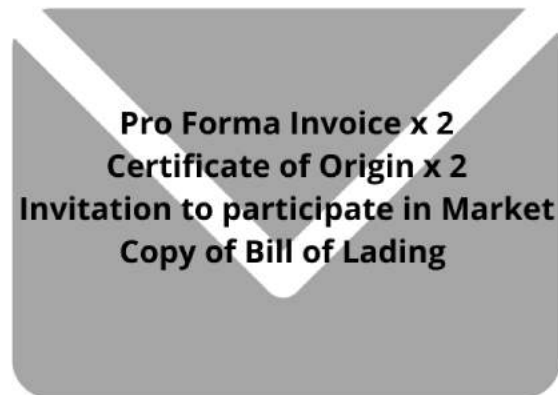 Pro Forma Invoice x 2
Certificate of Origin x 2
Invitation to participate in Market
Copy of Bill of Lading